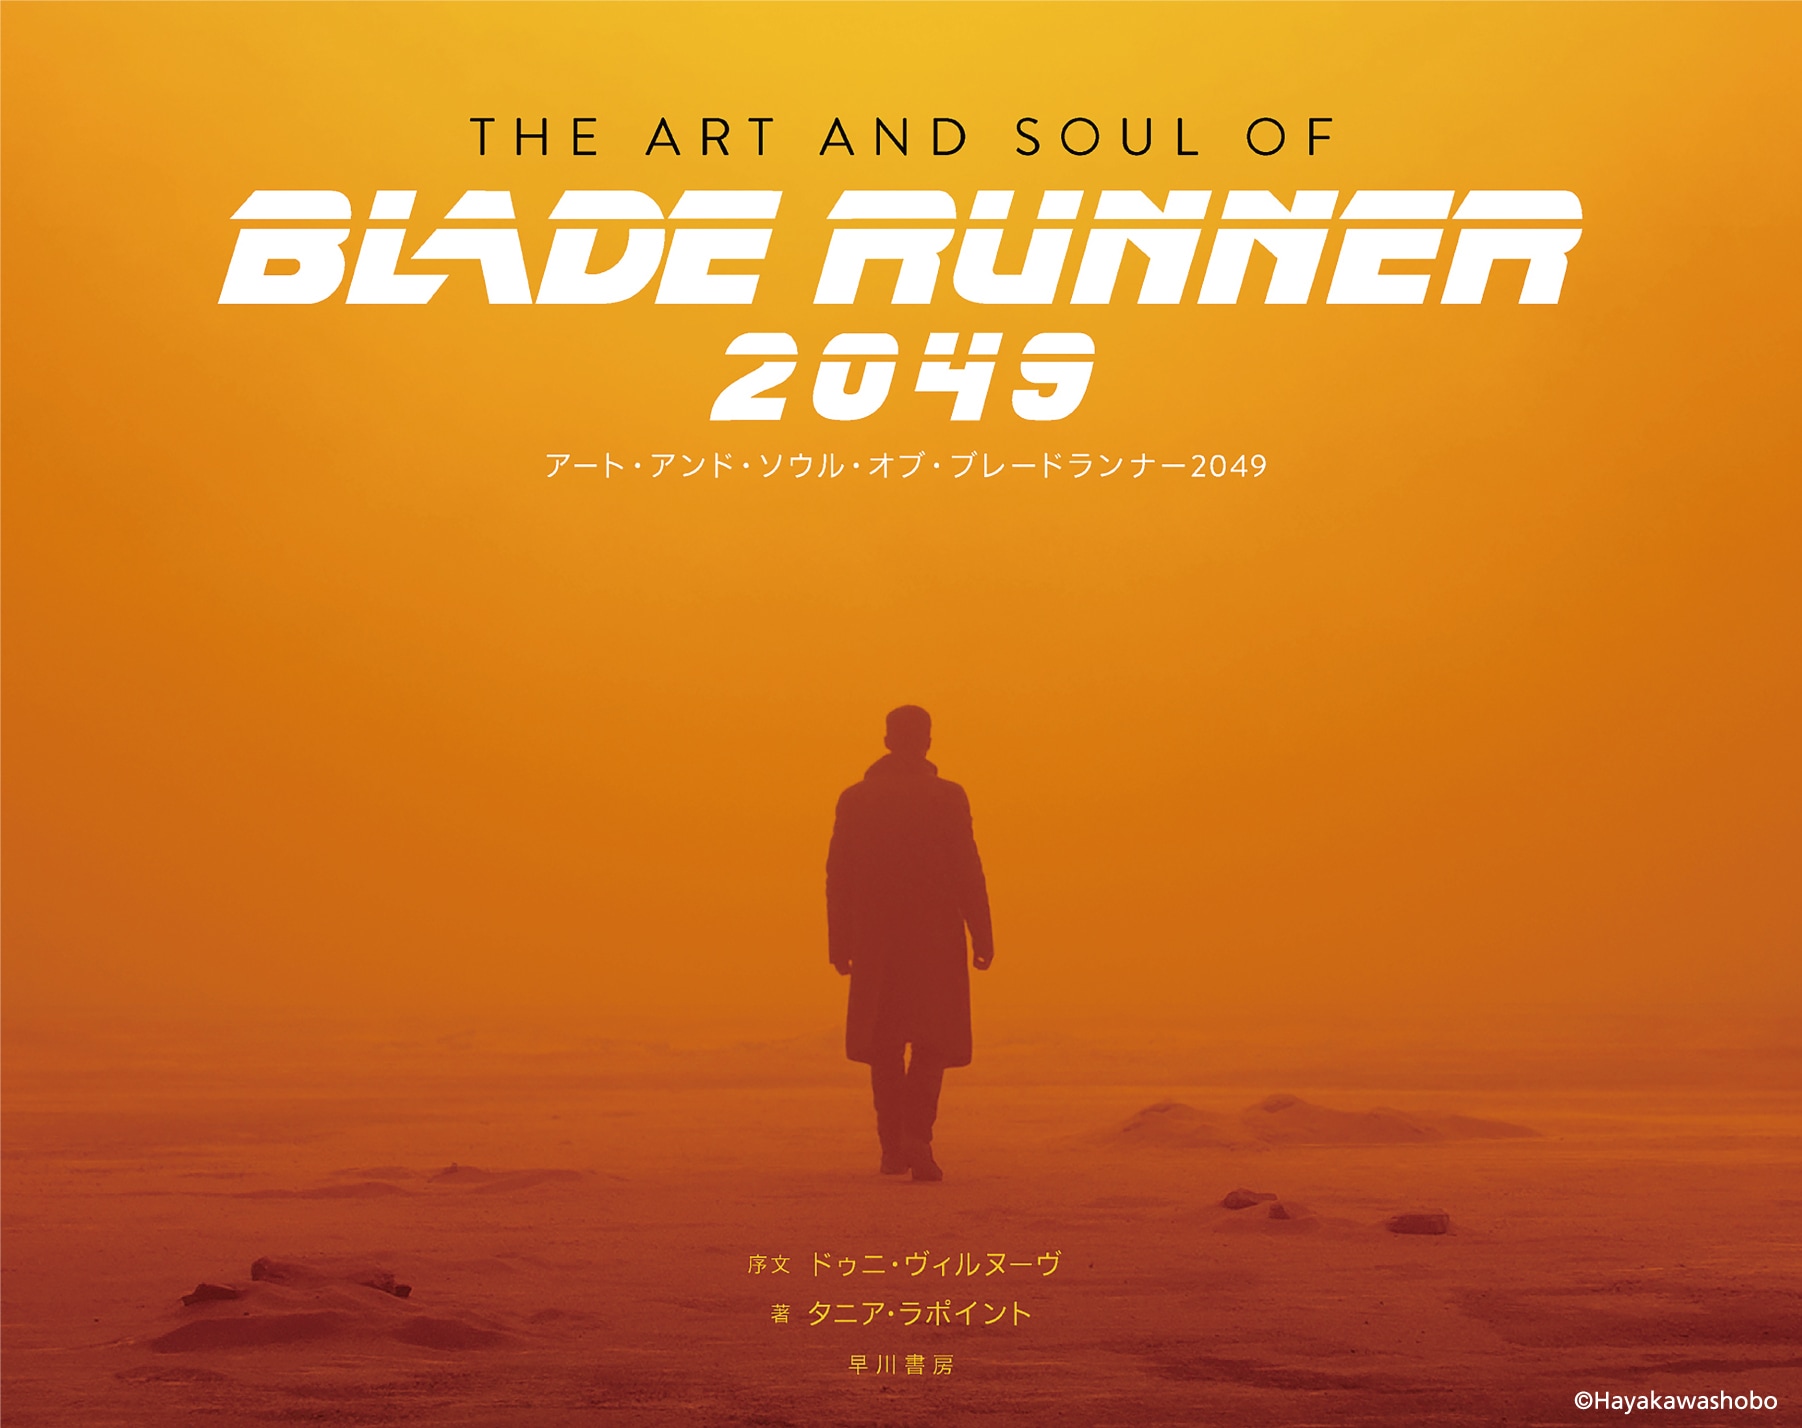 THE ART AND SOUL OF
BLADE RUNNER
2049
アート・アンド・ソウル・オブ・ブレードランナー2049
序文 ドゥニ・ヴィルヌーヴ
著 タニア・ラポイント
早川書房
©Hayakawashobo